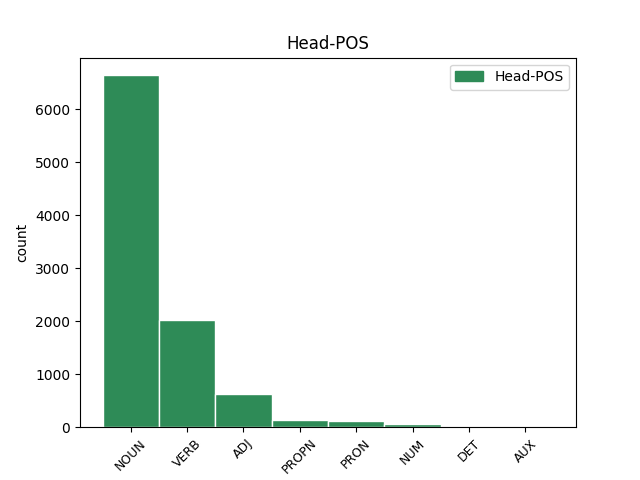 Head-POS
Head-POS
count
6000
5000
4000
3000
2000
1000
0
NOUN VERB ADJ PROPN PRON NUM DET AUX